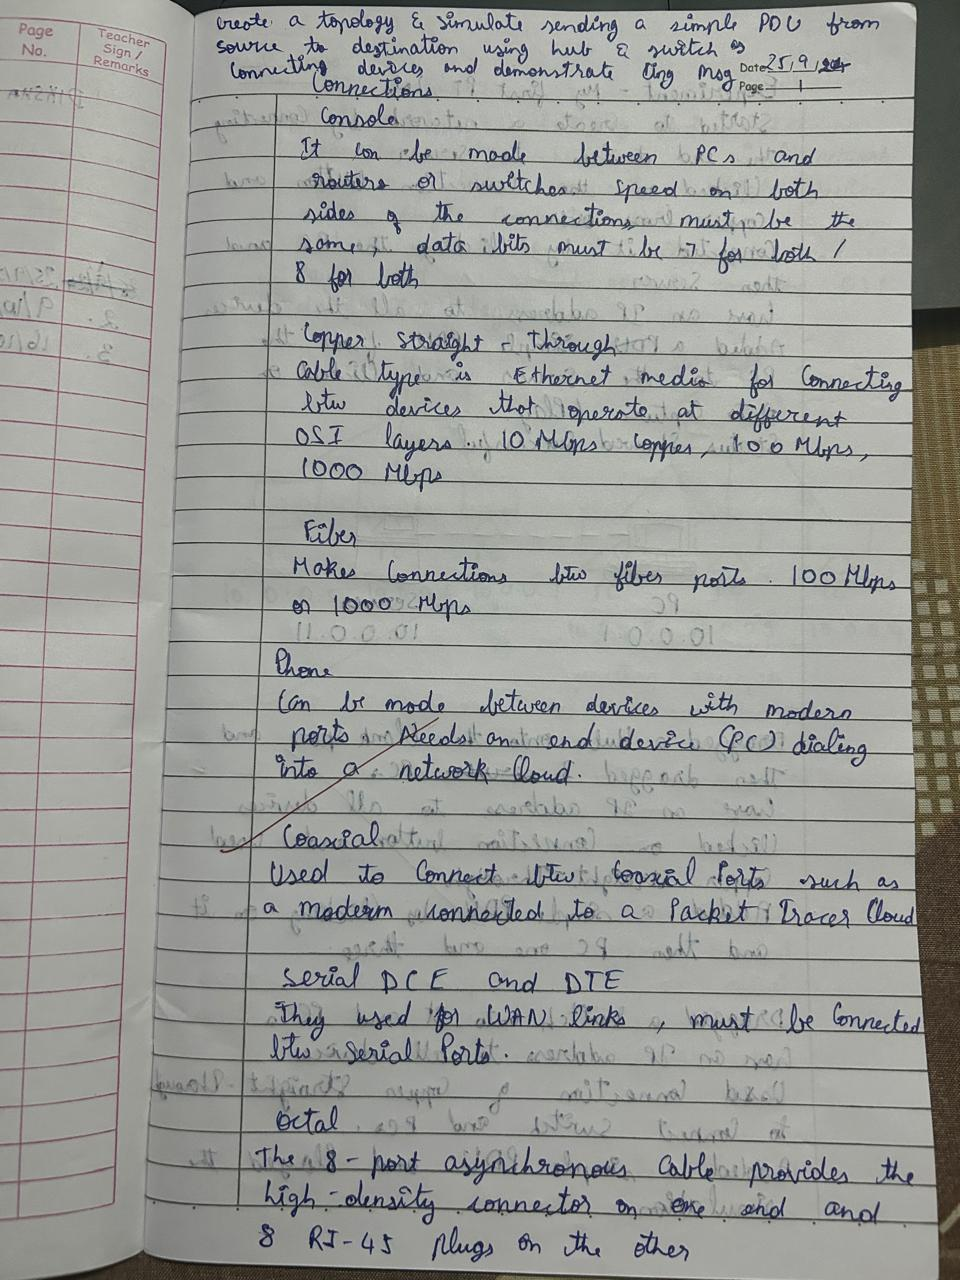 Page No.
Teacher Sign / Remarks
create a topology & simulate sending a simple PDU from
source to destination using hub & switch as
connecting devices and demonstrate Ping Msg
Date 25, 9,
Page 1
Connections
Console
It can be made between PCs and
routers or switches speed on both
sides of the connections, must be the
same, data bits must be 7 for both /
8 for both
Copper straight - through
Cable type is Ethernet media for connecting
btw devices that operate at different
OSI layers. 10 Mbps copper, 100 Mbps,
1000 Mbps
Fiber
Makes Connections btw fiber ports. 100 Mbps
or 1000 Mbps
Phone
Can be made between devices with modern
ports Needs an end device (PC) dialing
into a network Cloud.
Coaxial
Used to Connect btw Coaxial Ports such as
a moderm connected to a Packet Tracer Cloud
Serial DCE and DTE
They used for WAN links, must be Connected
btw Serial Ports.
Octal
The 8-port asynchronous Cable provides the
high-density connector on one end and
8 RJ-45 plugs on the other